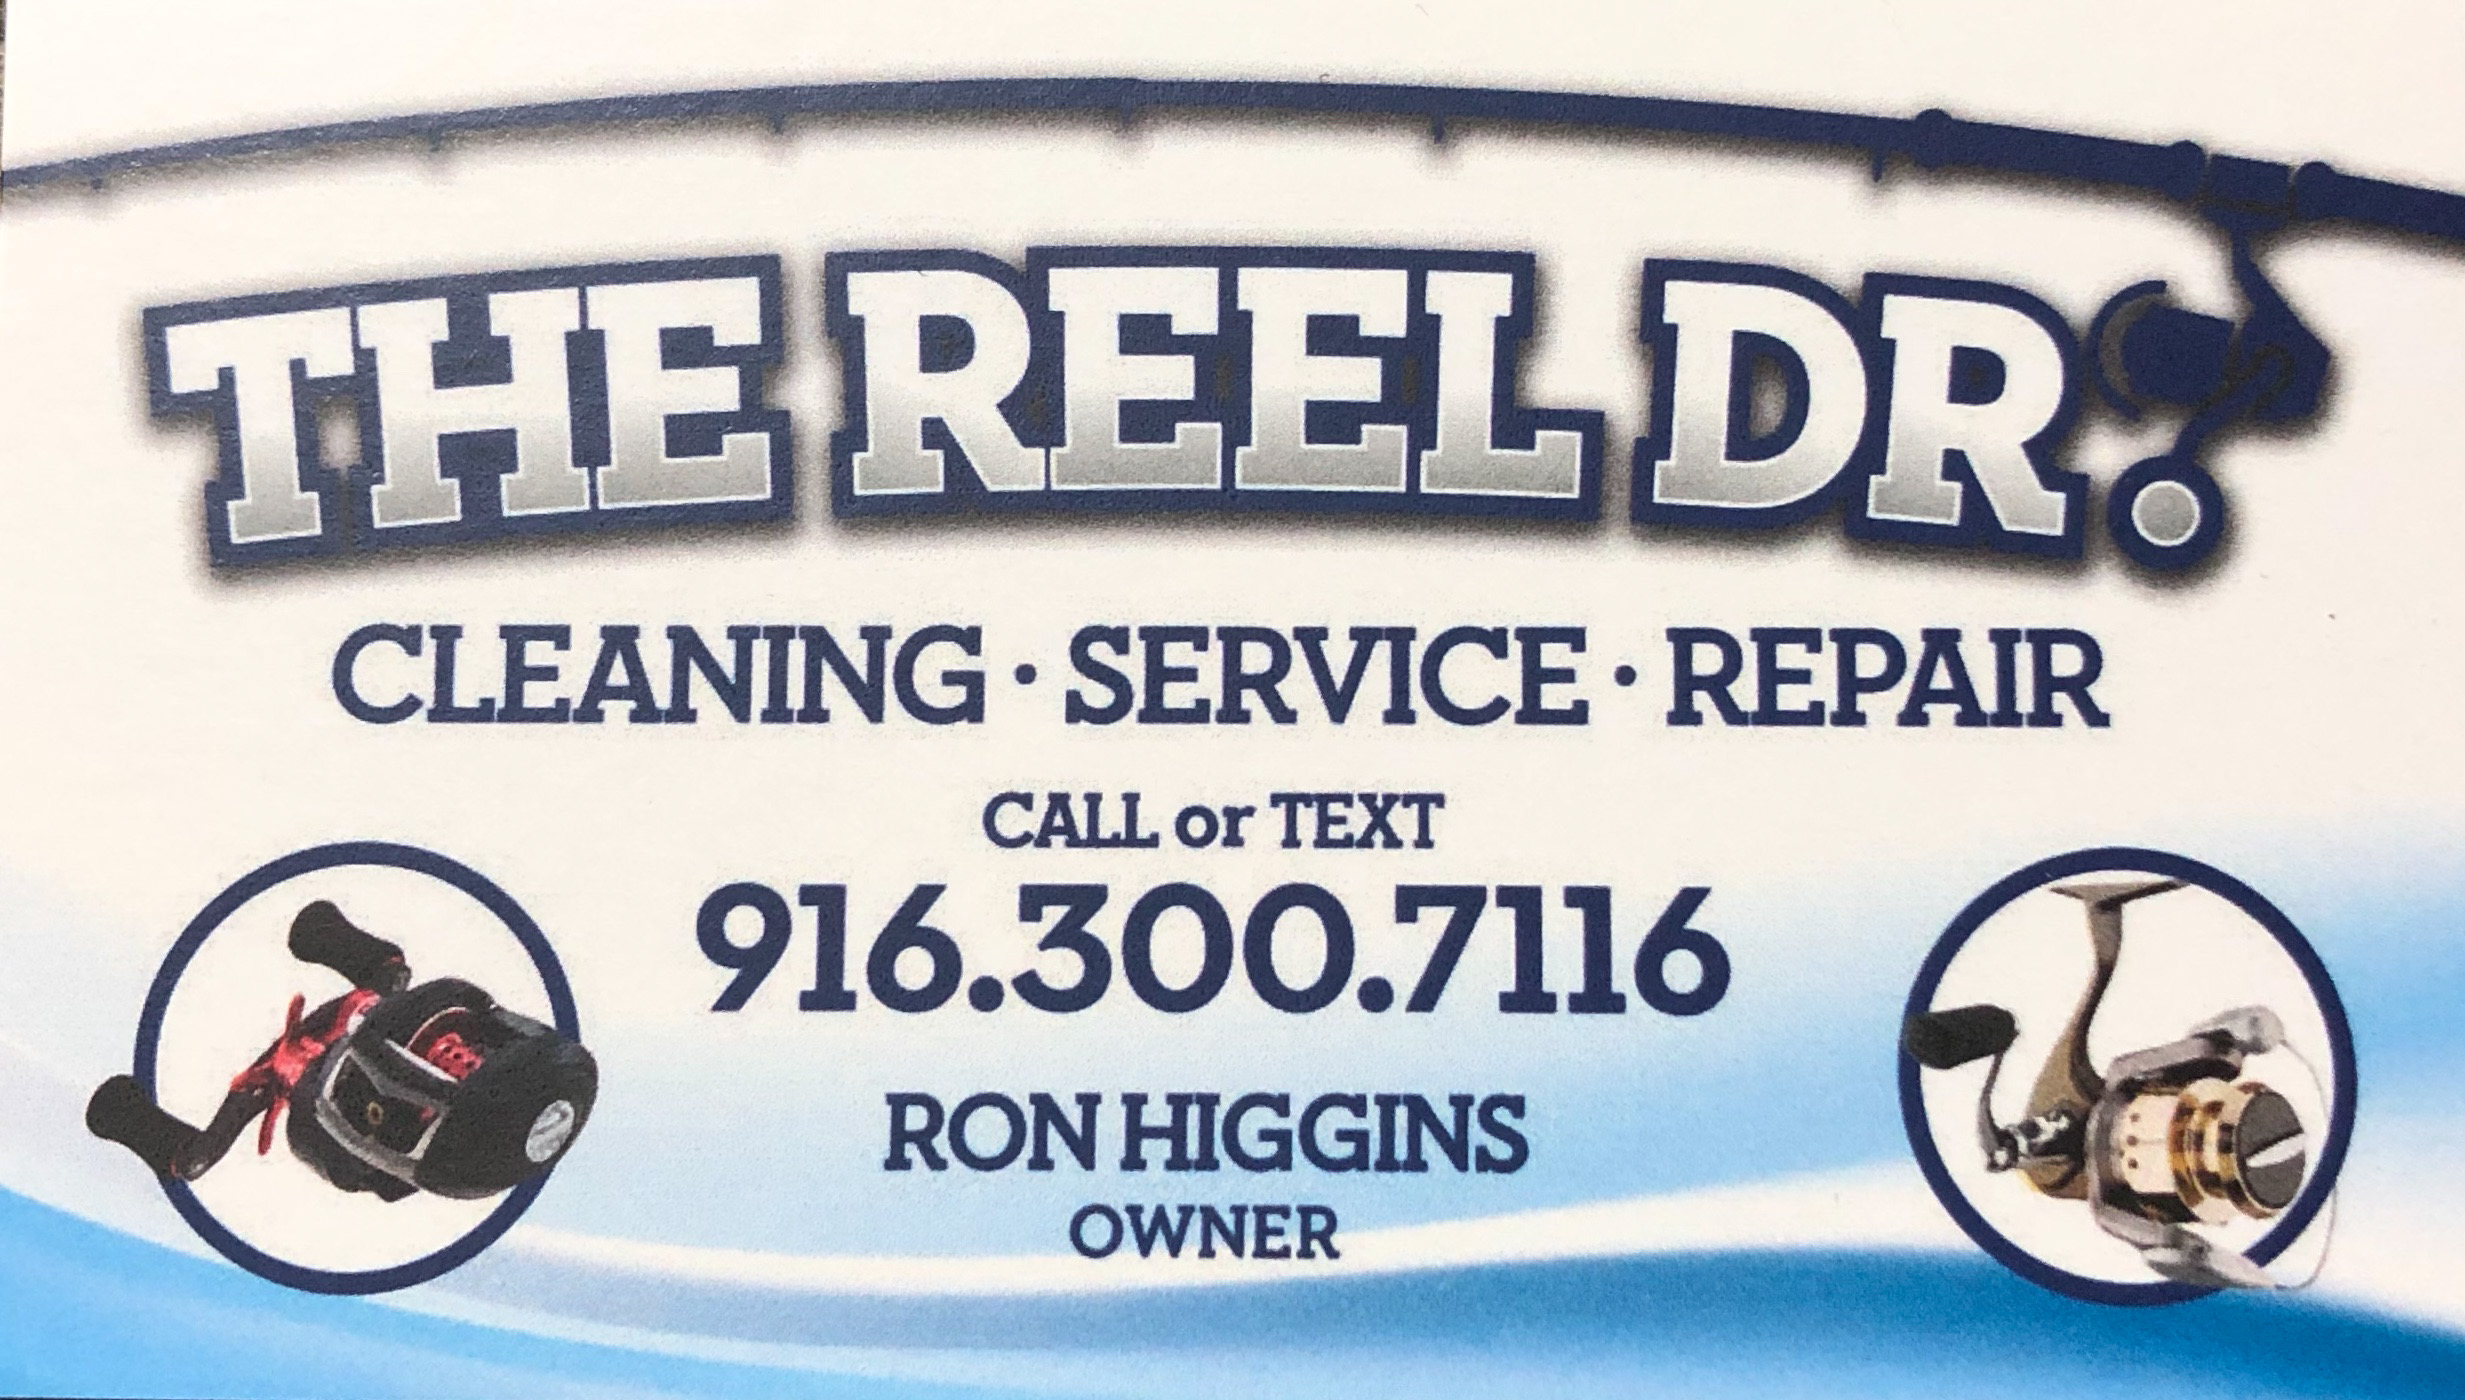 THE REEL DR.
CLEANING · SERVICE · REPAIR
CALL or TEXT
916.300.7116
RON HIGGINS
OWNER